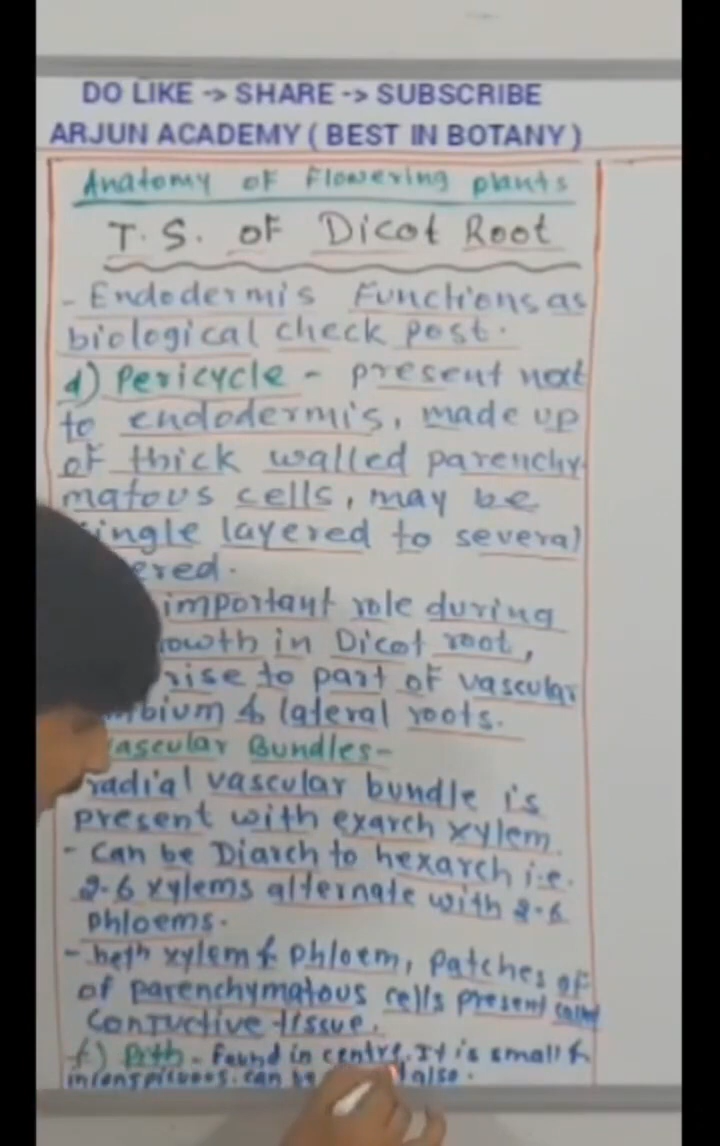 DO LIKE -> SHARE -> SUBSCRIBE
ARJUN ACADEMY ( BEST IN BOTANY )
Anatomy of Flowering plants
T. S. of Dicot Root
- Endodermis Functions as
biological check post.
d) Pericycle - present next
to endodermis, made up
of thick walled parenchy-
matous cells, may be
ingle layered to several
ered.
important role during
owth in Dicot root,
rise to part of vascular
bium & lateral roots.
ascular Bundles-
radial vascular bundle is
present with exarch xylem.
- Can be Diarch to hexarch i.e.
2-6 xylems alternate with 2-6
Phloems.
- beth xylem & Phloem, Patches of
of parenchymatous cells present called
Conjuctive tissue.
f) Pith - Found in centre. It is small &
can be also.